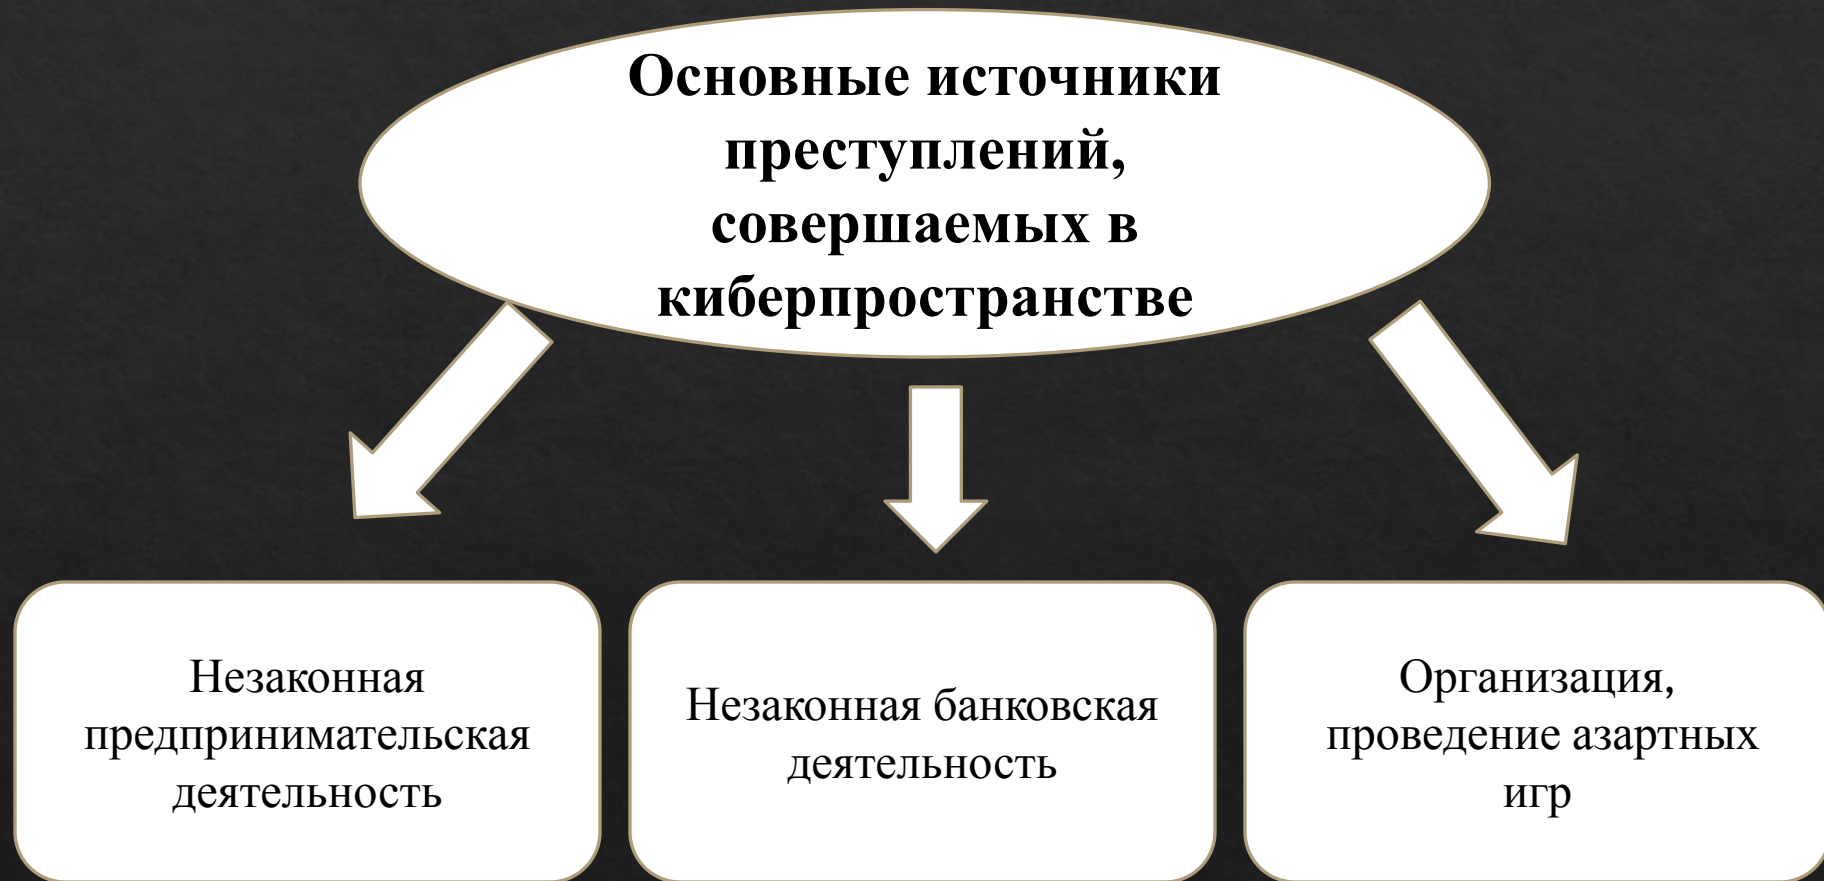 Основные источники
преступлений,
совершаемых в
киберпространстве
Незаконная
предпринимательская
деятельность
Незаконная банковская
деятельность
Организация,
проведение азартных
игр